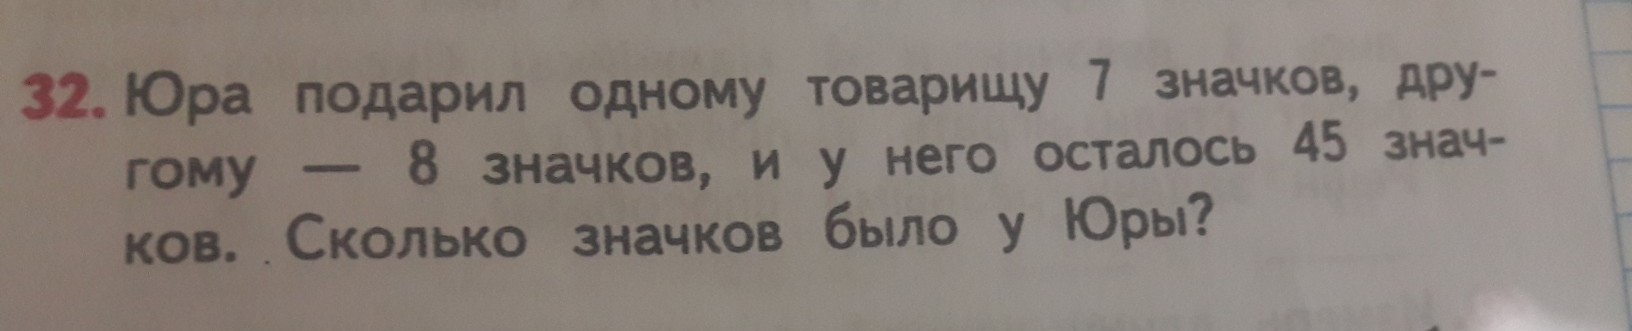 32. Юра подарил одному товарищу 7 значков, дру-
гому — 8 значков, и у него осталось 45 знач-
ков. Сколько значков было у Юры?